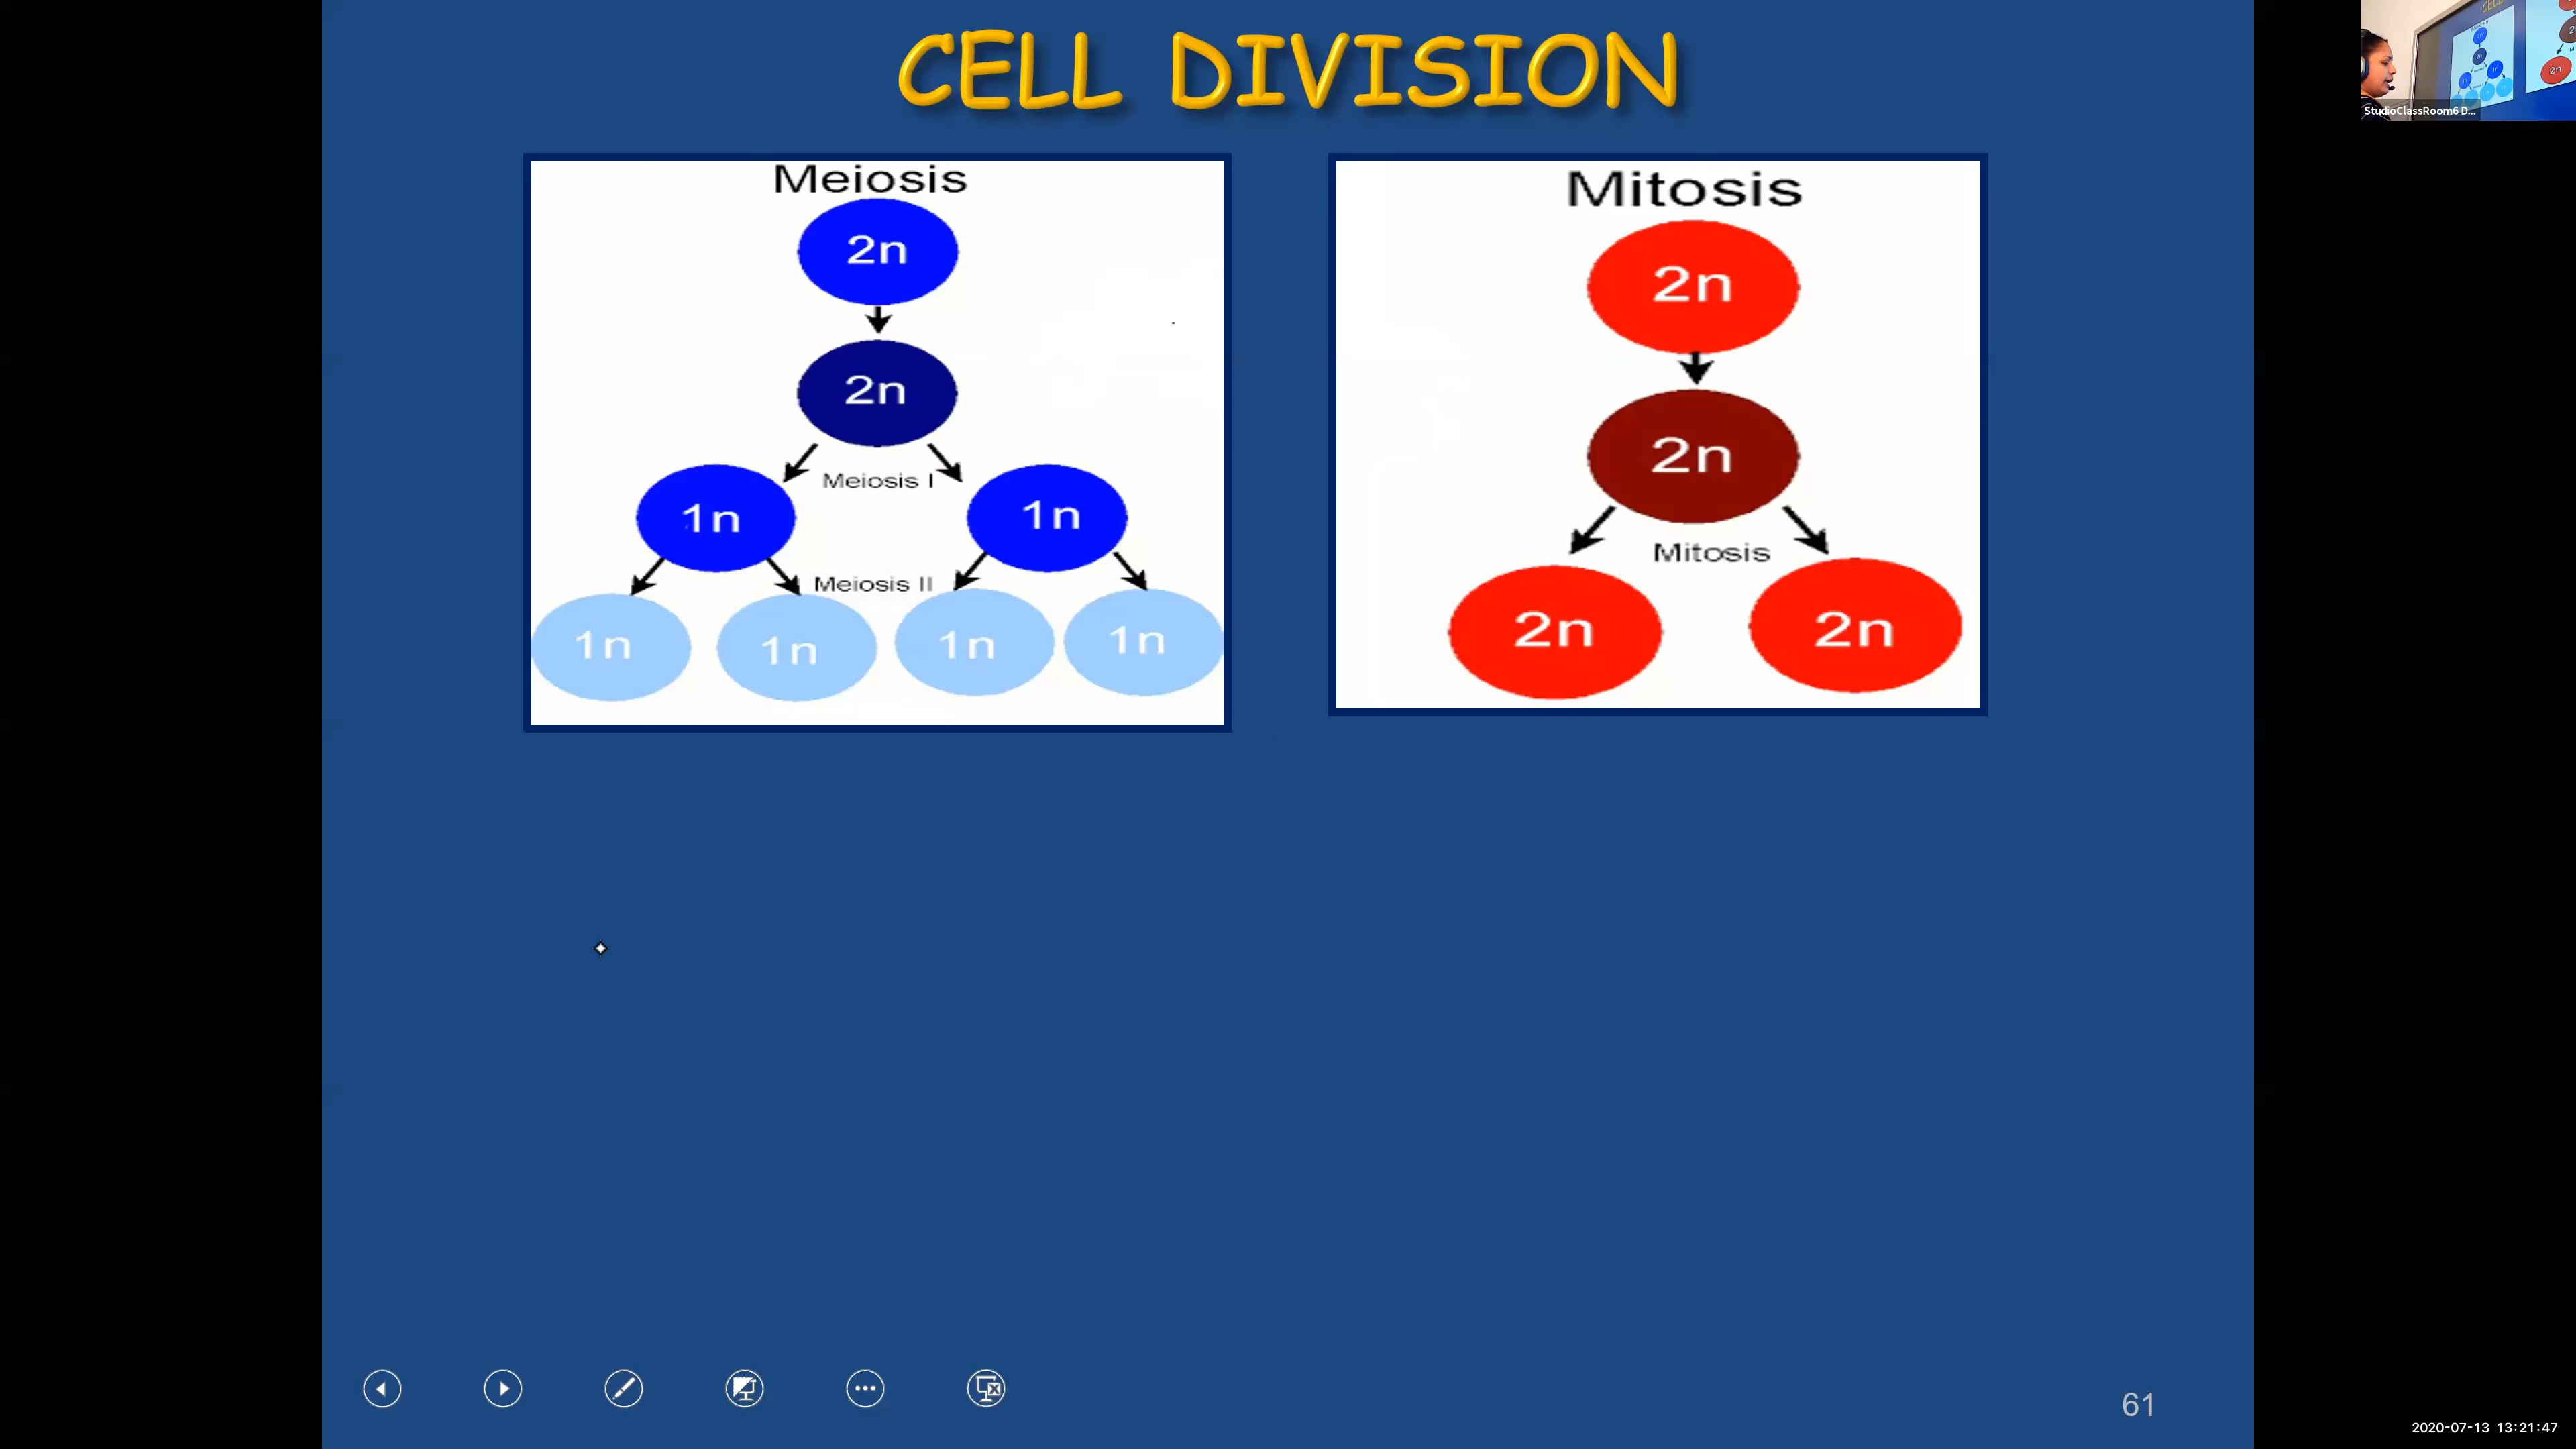 CELL DIVISION
Meiosis
2n
2n
Meiosis I
1n
1n
Meiosis II
1n
1n
1n
1n
Mitosis
2n
2n
Mitosis
2n
2n
StudioClassRoom6 D...
61
2020-07-13 13:21:47